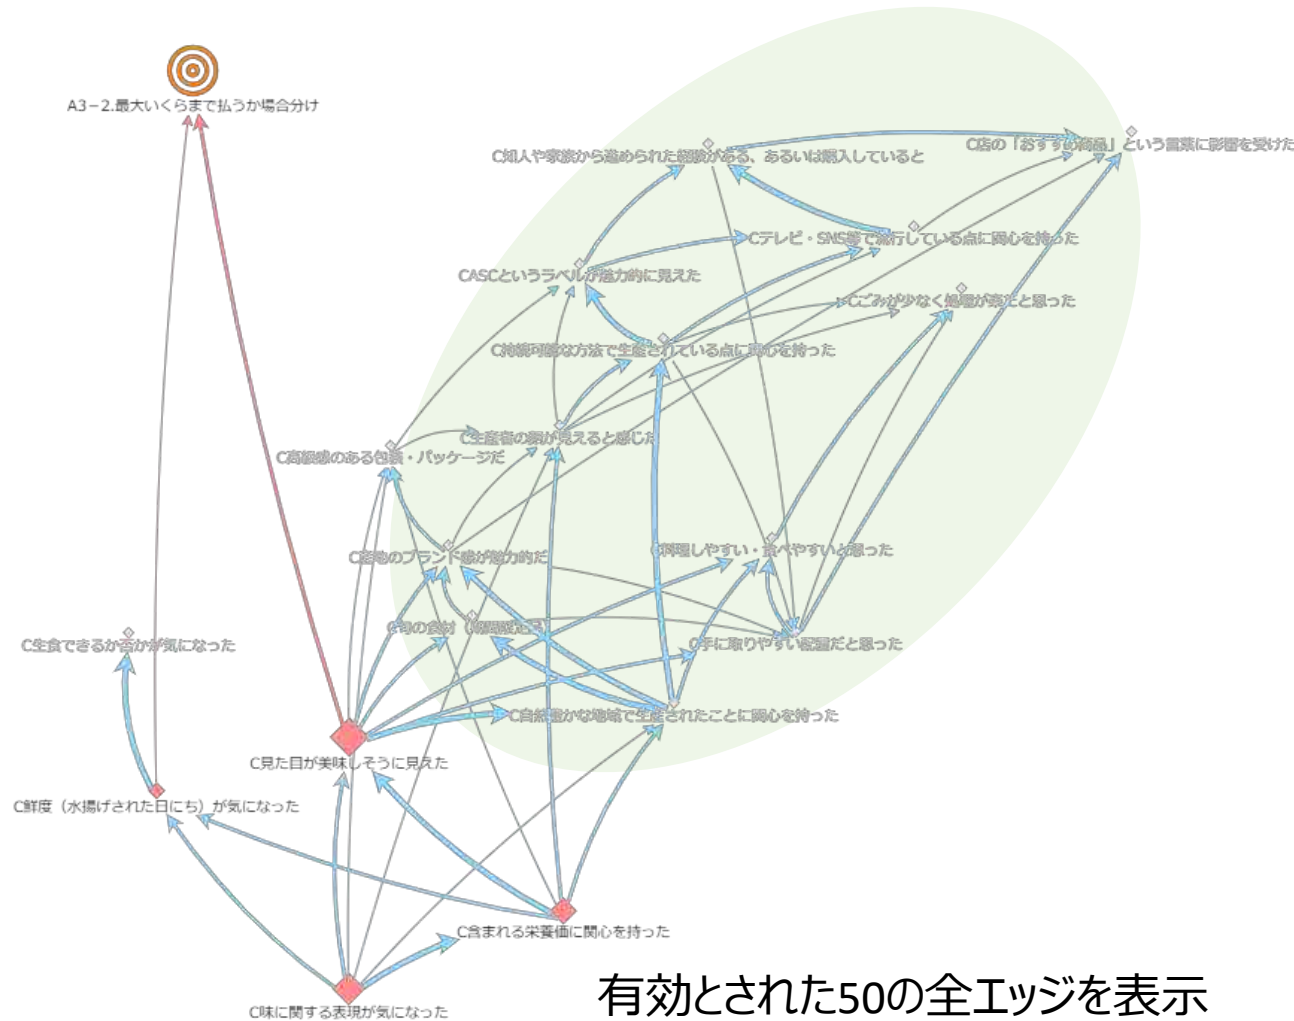 A3－2.最大いくらまで払うか場合分け
C知人や家族から進められた経験がある、あるいは購入していると
C店の「おすすめ商品」という言葉に影響を受けた
Cテレビ・SNS等で流行している点に関心を持った
CASCというラベルが魅力的に見えた
Cごみが少なく処理が楽だと思った
C持続可能な方法で生産されている点に関心を持った
C生産者の顔が見えると感じた
C高級感のある包装・パッケージだ
C産地のブランド感が魅力的だ
C料理しやすい・食べやすいと思った
C旬の食材（期間限定品）
C生食できるか否かが気になった
C手に取りやすい配置だと思った
C自然豊かな地域で生産されたことに関心を持った
C見た目が美味しそうに見えた
C鮮度（水揚げされた日にち）が気になった
C含まれる栄養価に関心を持った
C味に関する表現が気になった
有効とされた50の全エッジを表示